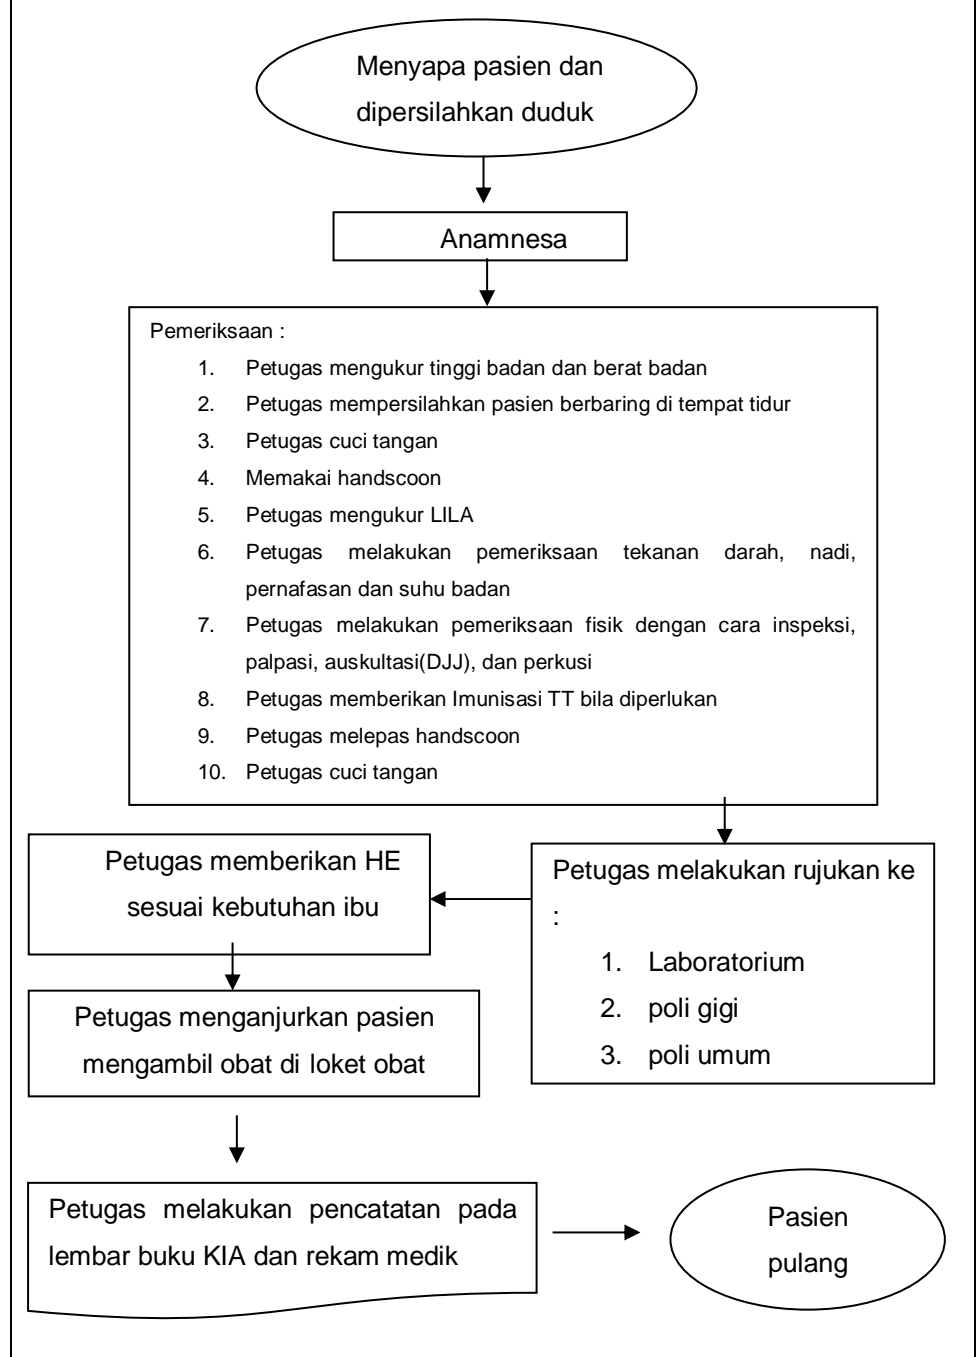 Menyapa pasien dan
dipersilahkan duduk
Anamnesa
Pemeriksaan :
1. Petugas mengukur tinggi badan dan berat badan
2. Petugas mempersilahkan pasien berbaring di tempat tidur
3. Petugas cuci tangan
4. Memakai handscoon
5. Petugas mengukur LILA
6. Petugas melakukan pemeriksaan tekanan darah, nadi,
pernafasan dan suhu badan
7. Petugas melakukan pemeriksaan fisik dengan cara inspeksi,
palpasi, auskultasi(DJJ), dan perkusi
8. Petugas memberikan Imunisasi TT bila diperlukan
9. Petugas melepas handscoon
10. Petugas cuci tangan
Petugas melakukan rujukan ke
:
1. Laboratorium
2. poli gigi
3. poli umum
Petugas memberikan HE
sesuai kebutuhan ibu
Petugas menganjurkan pasien
mengambil obat di loket obat
Petugas melakukan pencatatan pada
lembar buku KIA dan rekam medik
Pasien
pulang